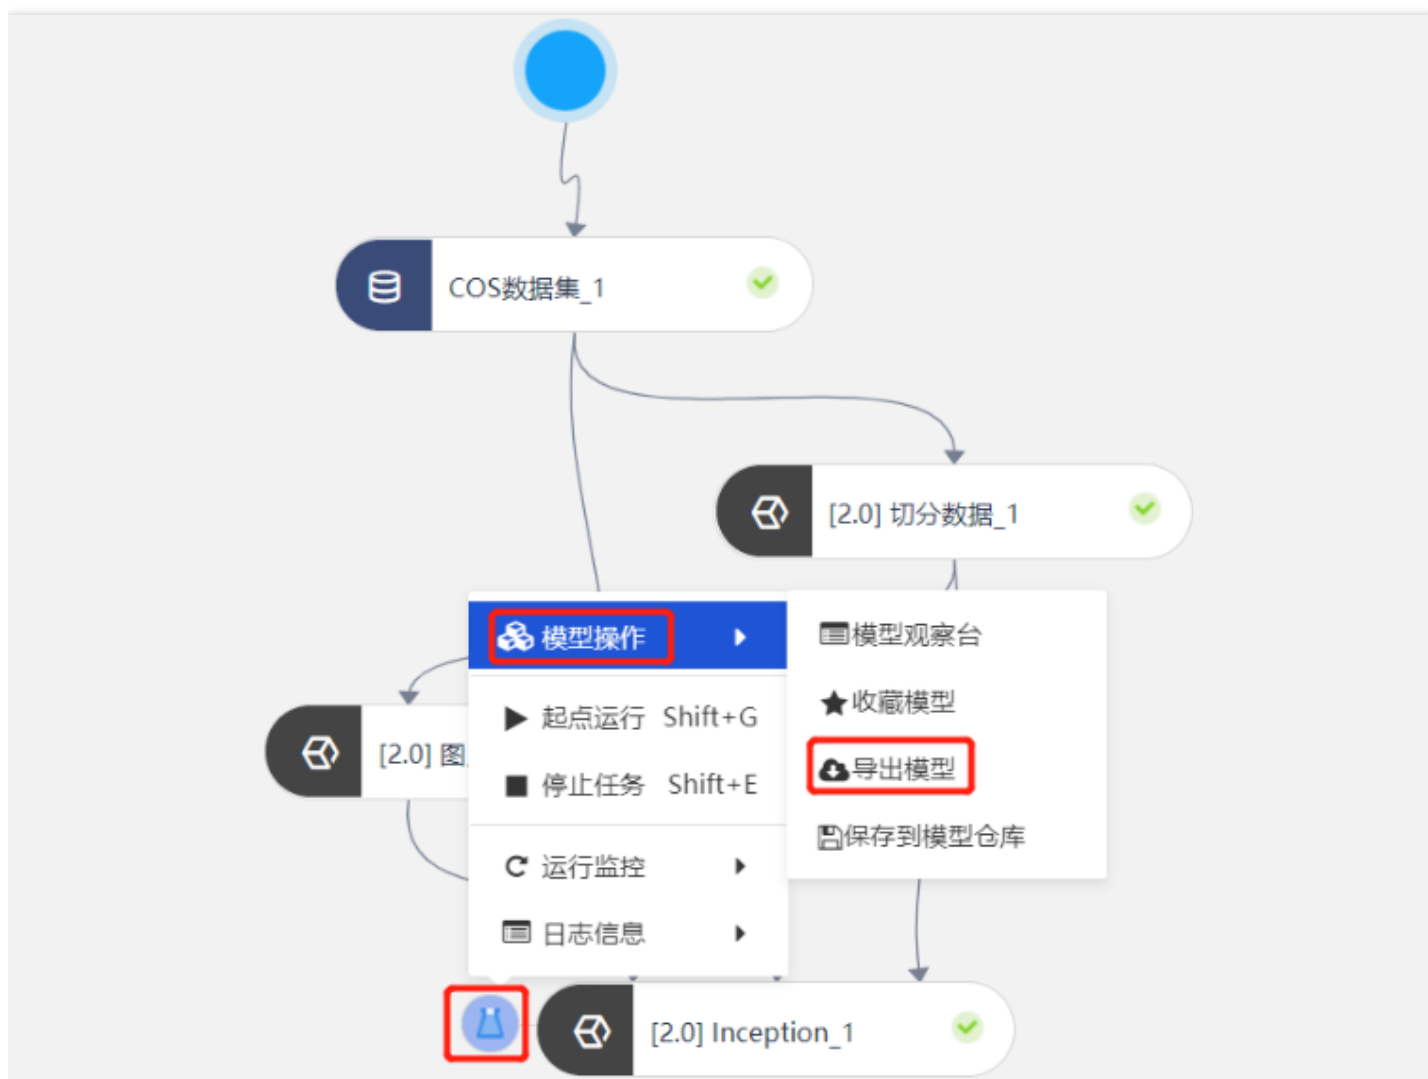 COS数据集_1
[2.0] 切分数据_1
模型操作
模型观察台
起点运行 Shift+G
收藏模型
[2.0] 图
导出模型
停止任务 Shift+E
保存到模型仓库
运行监控
日志信息
[2.0] Inception_1